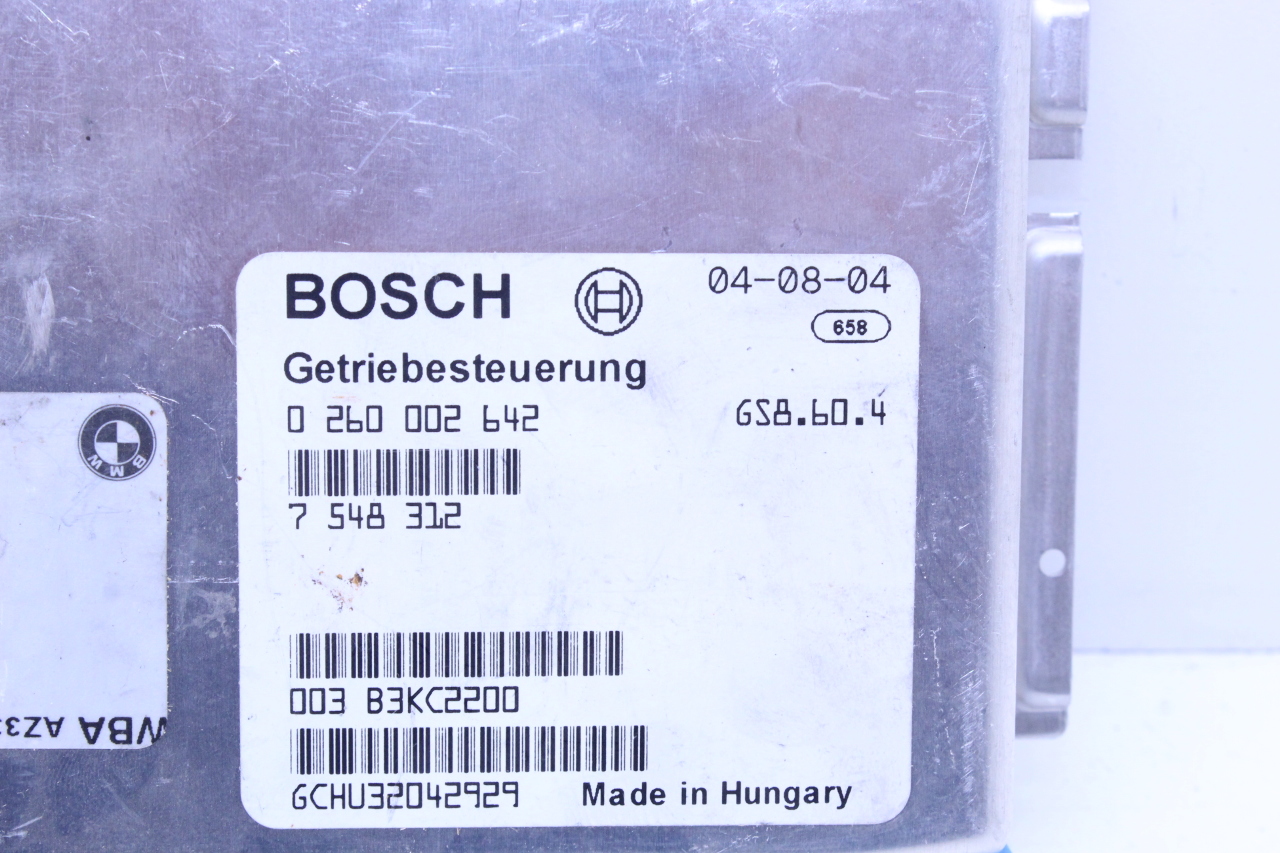 BOSCH
04-08-04
658
Getriebesteuerung
0 260 002 642
GS8.60.4
7 548 312
003 B3KC2200
GCHU32042929
Made in Hungary
BMW
WBA